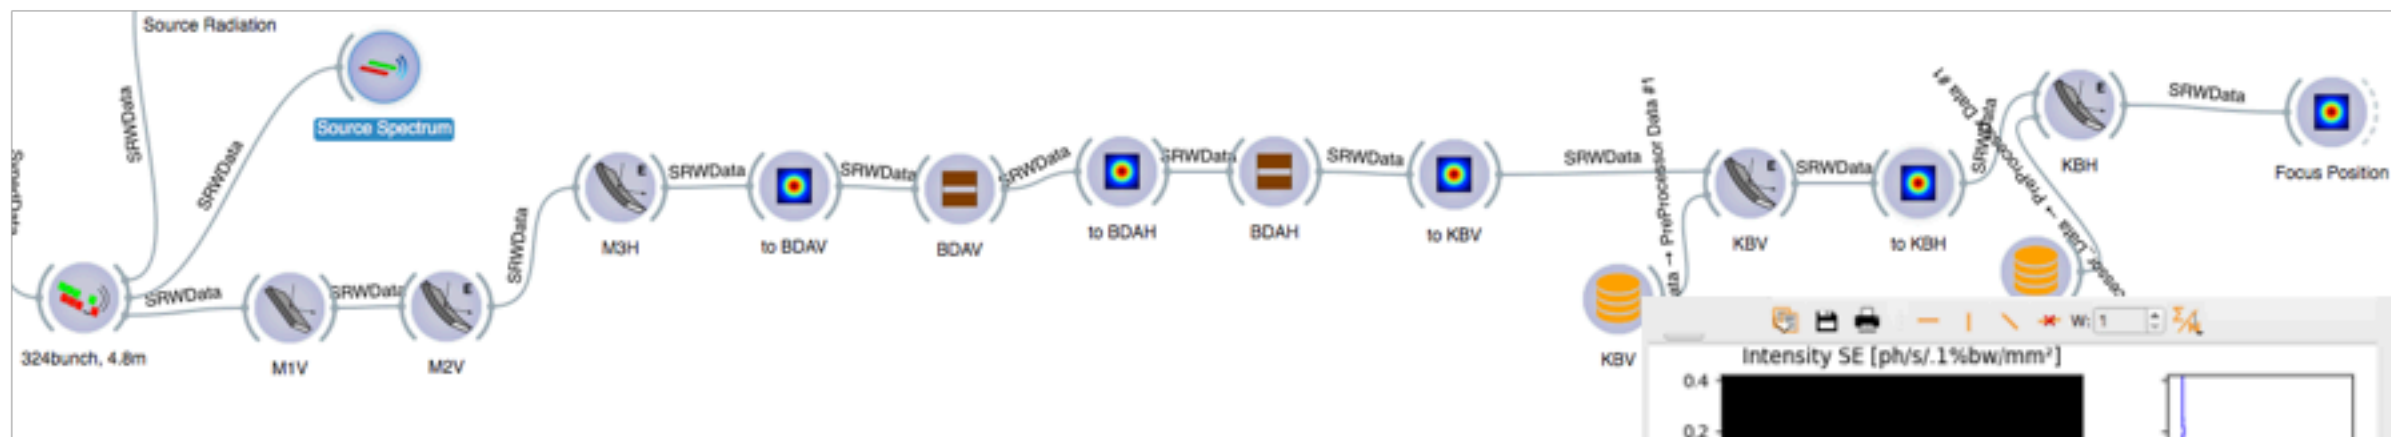 Source Radiation
SRWData
Source Spectrum
SRWData
324bunch, 4.8m
SRWData
M1V
SRWData
M2V
SRWData
M3H
SRWData
to BDAV
SRWData
BDAV
SRWData
to BDAH
SRWData
BDAH
SRWData
to KBV
SRWData
PreProcessor Data #1
KBV
KBV
SRWData
to KBH
SRWData
PreProcessor Data #1
KBH
SRWData
Focus Position
W: 1
Intensity SE [ph/s/.1%bw/mm²]
0.4
0.2